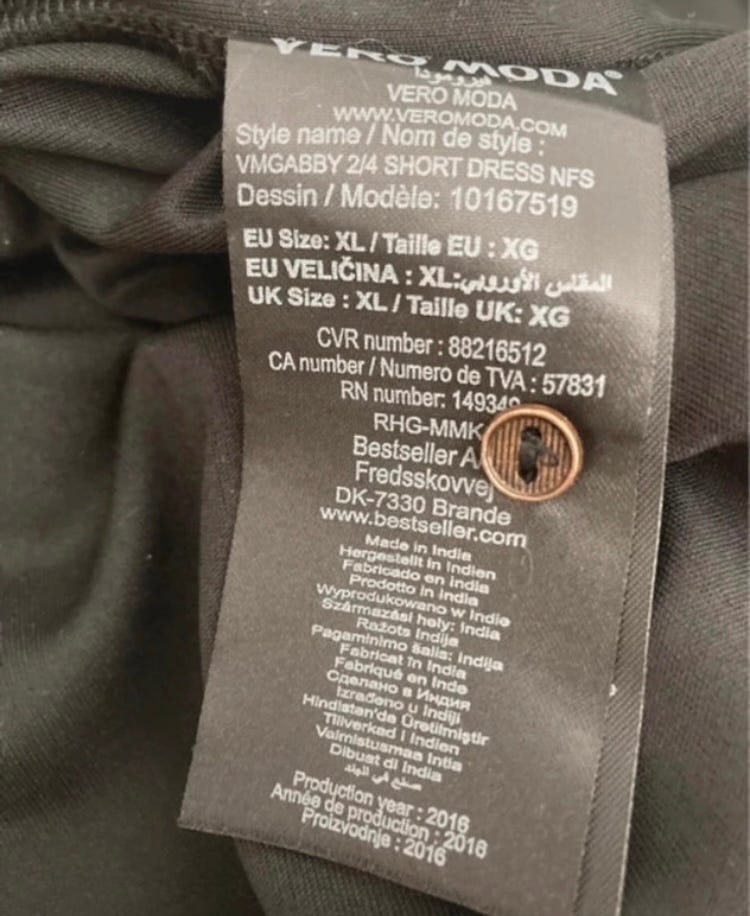 VERO MODA®
فيرومودا
VERO MODA
WWW.VEROMODA.COM
Style name / Nom de style :
VMGABBY 2/4 SHORT DRESS NFS
Dessin / Modèle: 10167519
EU Size: XL / Taille EU : XG
EU VELIČINA : XL:المقاس الأوروبي
UK Size : XL / Taille UK: XG
CVR number : 88216512
CA number / Numero de TVA : 57831
RN number: 149349
RHG-MMK
Bestseller A
Fredsskovvej
DK-7330 Brande
www.bestseller.com
Made in India
Hergestellt in Indien
Fabricado en India
Prodotto in India
Wyprodukowano w Indie
Származási hely: India
Ražots Indija
Pagaminimo šalis: Indija
Fabricat în India
Fabriqué en Inde
Сделано в Индия
Izrađeno u Indiji
Hindistan'da Üretilmiştir
Tillverkad i Indien
Valmistusmaa Intia
Dibuat di India
صنع في الهند
Production year : 2016
Année de production : 2016
Proizvodnje : 2016